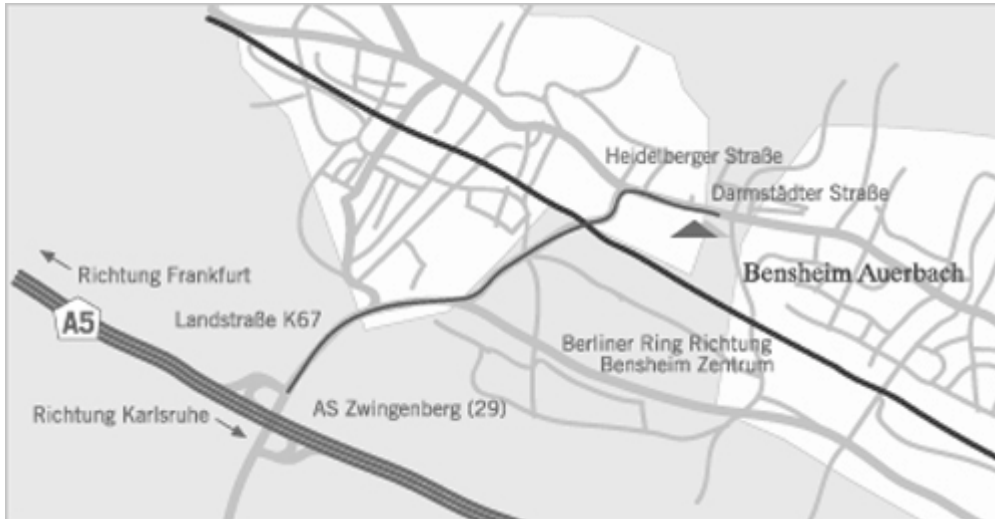 Heidelberger Straße
Darmstädter Straße
Richtung Frankfurt
Bensheim Auerbach
A5
Landstraße K67
Berliner Ring Richtung
Bensheim Zentrum
Richtung Karlsruhe
AS Zwingenberg (29)